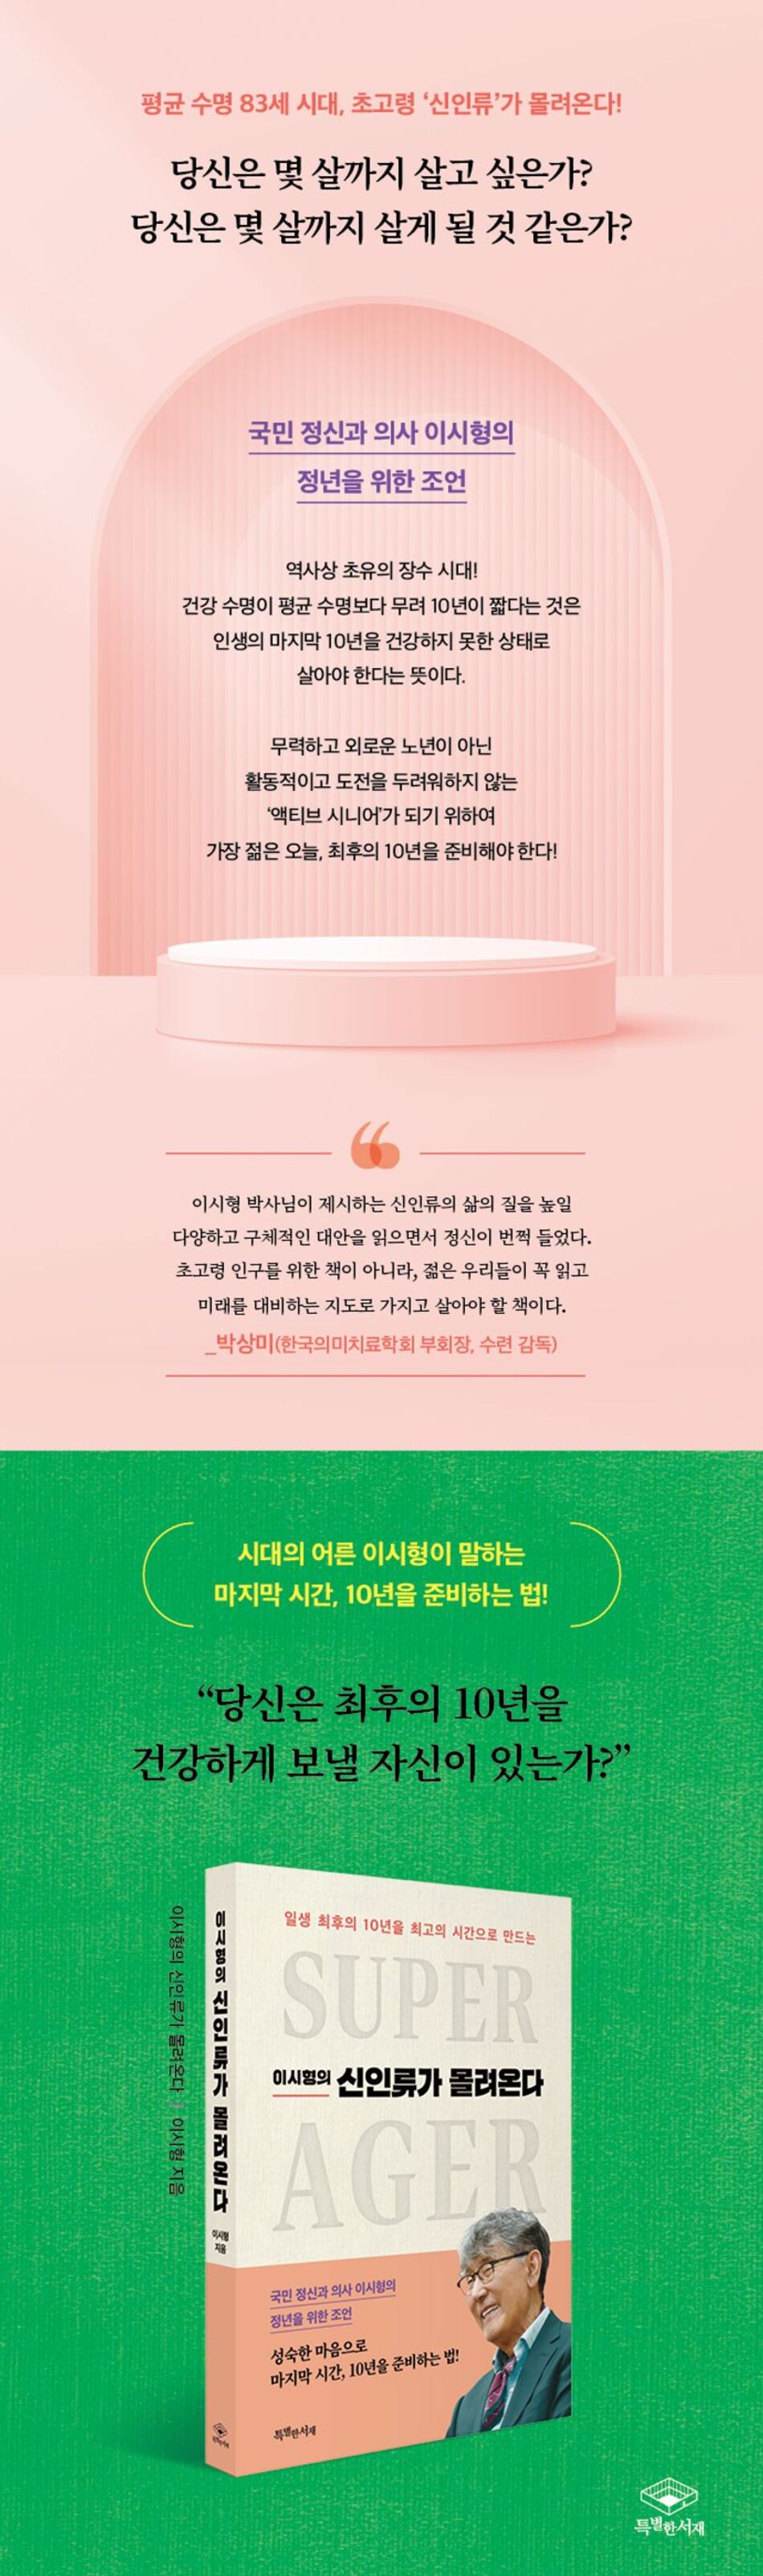 평균 수명 83세 시대, 초고령 ‘신인류’가 몰려온다!
당신은 몇 살까지 살고 싶은가?
당신은 몇 살까지 살게 될 것 같은가?
국민 정신과 의사 이시형의
정년을 위한 조언
역사상 초유의 장수 시대!
건강 수명이 평균 수명보다 무려 10년이 짧다는 것은
인생의 마지막 10년을 건강하지 못한 상태로
살아야 한다는 뜻이다.
무력하고 외로운 노년이 아닌
활동적이고 도전을 두려워하지 않는
‘액티브 시니어’가 되기 위하여
가장 젊은 오늘, 최후의 10년을 준비해야 한다!
이시형 박사님이 제시하는 신인류의 삶의 질을 높일
다양하고 구체적인 대안을 읽으면서 정신이 번쩍 들었다.
초고령 인구를 위한 책이 아니라, 젊은 우리들이 꼭 읽고
미래를 대비하는 지도로 가지고 살아야 할 책이다.
_박상미(한국의미치료학회 부회장, 수련 감독)
시대의 어른 이시형이 말하는
마지막 시간, 10년을 준비하는 법!
“당신은 최후의 10년을
건강하게 보낼 자신이 있는가?”
이시형의 신인류가 몰려온다 | 이시형 지음
이시형의 신인류가 몰려온다
이시형
지음
특별한서재
일생 최후의 10년을 최고의 시간으로 만드는
SUPER
이시형의 신인류가 몰려온다
AGER
국민 정신과 의사 이시형의
정년을 위한 조언
성숙한 마음으로
마지막 시간, 10년을 준비하는 법!
특별한서재
특별한서재